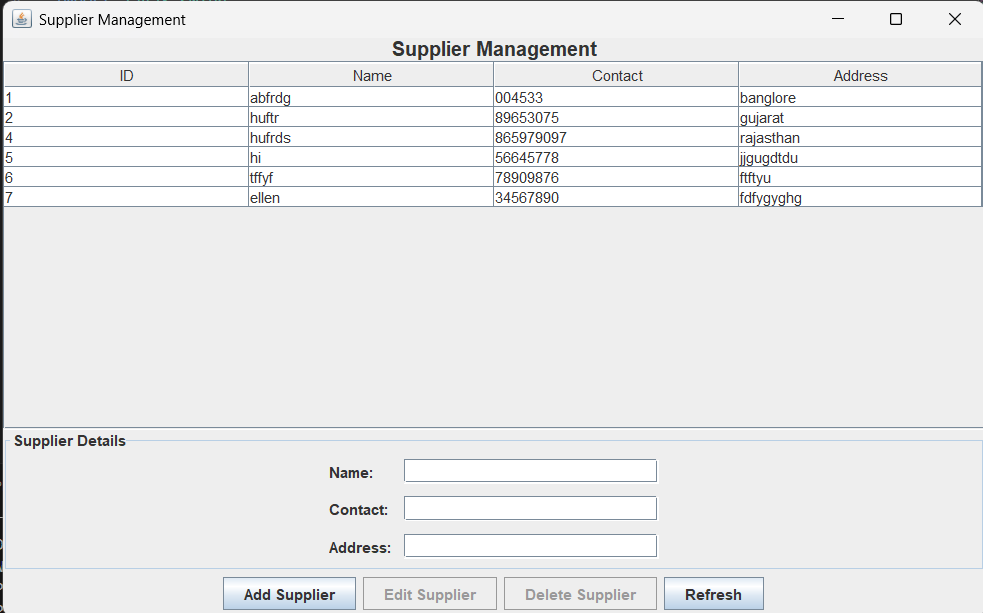 Supplier Management
Supplier Management
ID Name Contact Address
1 abfrdg 004533 banglore
2 huftr 89653075 gujarat
4 hufrds 865979097 rajasthan
5 hi 56645778 jjgugdtdu
6 tffyf 78909876 ftftyu
7 ellen 34567890 fdfygyghg
Supplier Details
Name:
Contact:
Address:
Add Supplier Edit Supplier Delete Supplier Refresh